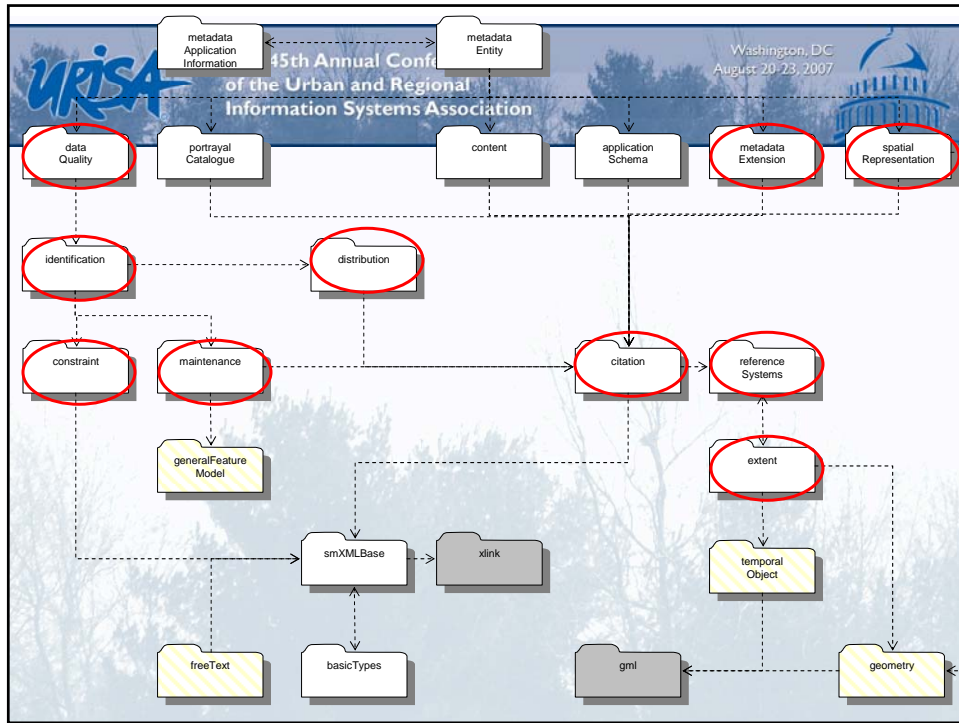 metadata
Application
Information
metadata
Entity
URISA
45th Annual Confe
of the Urban and Regional
Information Systems Association
Washington, DC
August 20-23, 2007
data
Quality
portrayal
Catalogue
content
application
Schema
metadata
Extension
spatial
Representation
identification
distribution
constraint
maintenance
citation
reference
Systems
generalFeature
Model
extent
smXMLBase
xlink
temporal
Object
freeText
basicTypes
gml
geometry